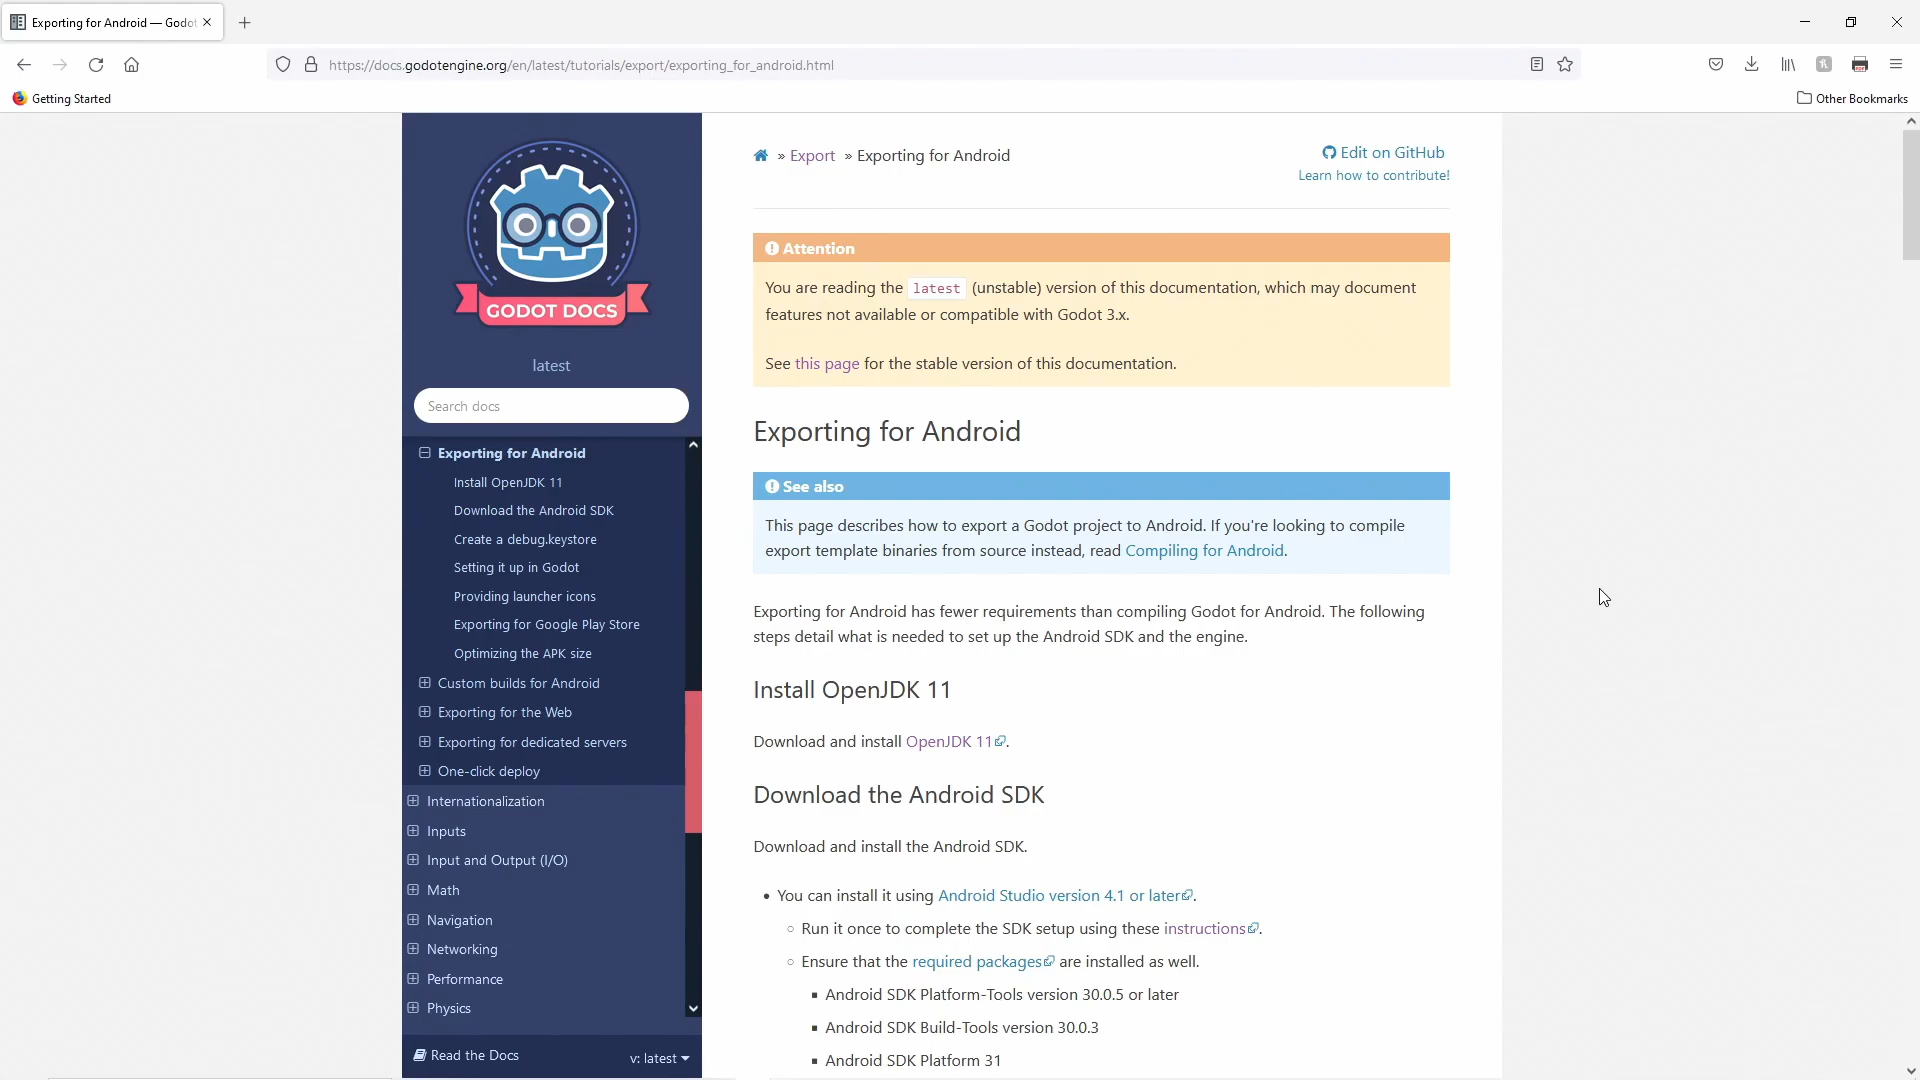 Exporting for Android — Godot
https://docs.godotengine.org/en/latest/tutorials/export/exporting_for_android.html
Getting Started
Other Bookmarks
GODOT DOCS
latest
Search docs
Exporting for Android
Install OpenJDK 11
Download the Android SDK
Create a debug.keystore
Setting it up in Godot
Providing launcher icons
Exporting for Google Play Store
Optimizing the APK size
Custom builds for Android
Exporting for the Web
Exporting for dedicated servers
One-click deploy
Internationalization
Inputs
Input and Output (I/O)
Math
Navigation
Networking
Performance
Physics
Read the Docs
v: latest
» Export » Exporting for Android
Edit on GitHub
Learn how to contribute!
Attention
You are reading the latest (unstable) version of this documentation, which may document
features not available or compatible with Godot 3.x.
See this page for the stable version of this documentation.
Exporting for Android
See also
This page describes how to export a Godot project to Android. If you're looking to compile
export template binaries from source instead, read Compiling for Android.
Exporting for Android has fewer requirements than compiling Godot for Android. The following
steps detail what is needed to set up the Android SDK and the engine.
Install OpenJDK 11
Download and install OpenJDK 11.
Download the Android SDK
Download and install the Android SDK.
• You can install it using Android Studio version 4.1 or later.
○ Run it once to complete the SDK setup using these instructions.
○ Ensure that the required packages are installed as well.
▪ Android SDK Platform-Tools version 30.0.5 or later
▪ Android SDK Build-Tools version 30.0.3
▪ Android SDK Platform 31